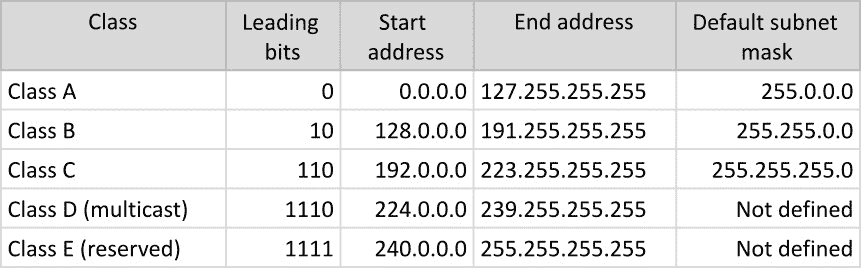 Class Leading bits Start address End address Default subnet mask
Class A 0 0.0.0.0 127.255.255.255 255.0.0.0
Class B 10 128.0.0.0 191.255.255.255 255.255.0.0
Class C 110 192.0.0.0 223.255.255.255 255.255.255.0
Class D (multicast) 1110 224.0.0.0 239.255.255.255 Not defined
Class E (reserved) 1111 240.0.0.0 255.255.255.255 Not defined